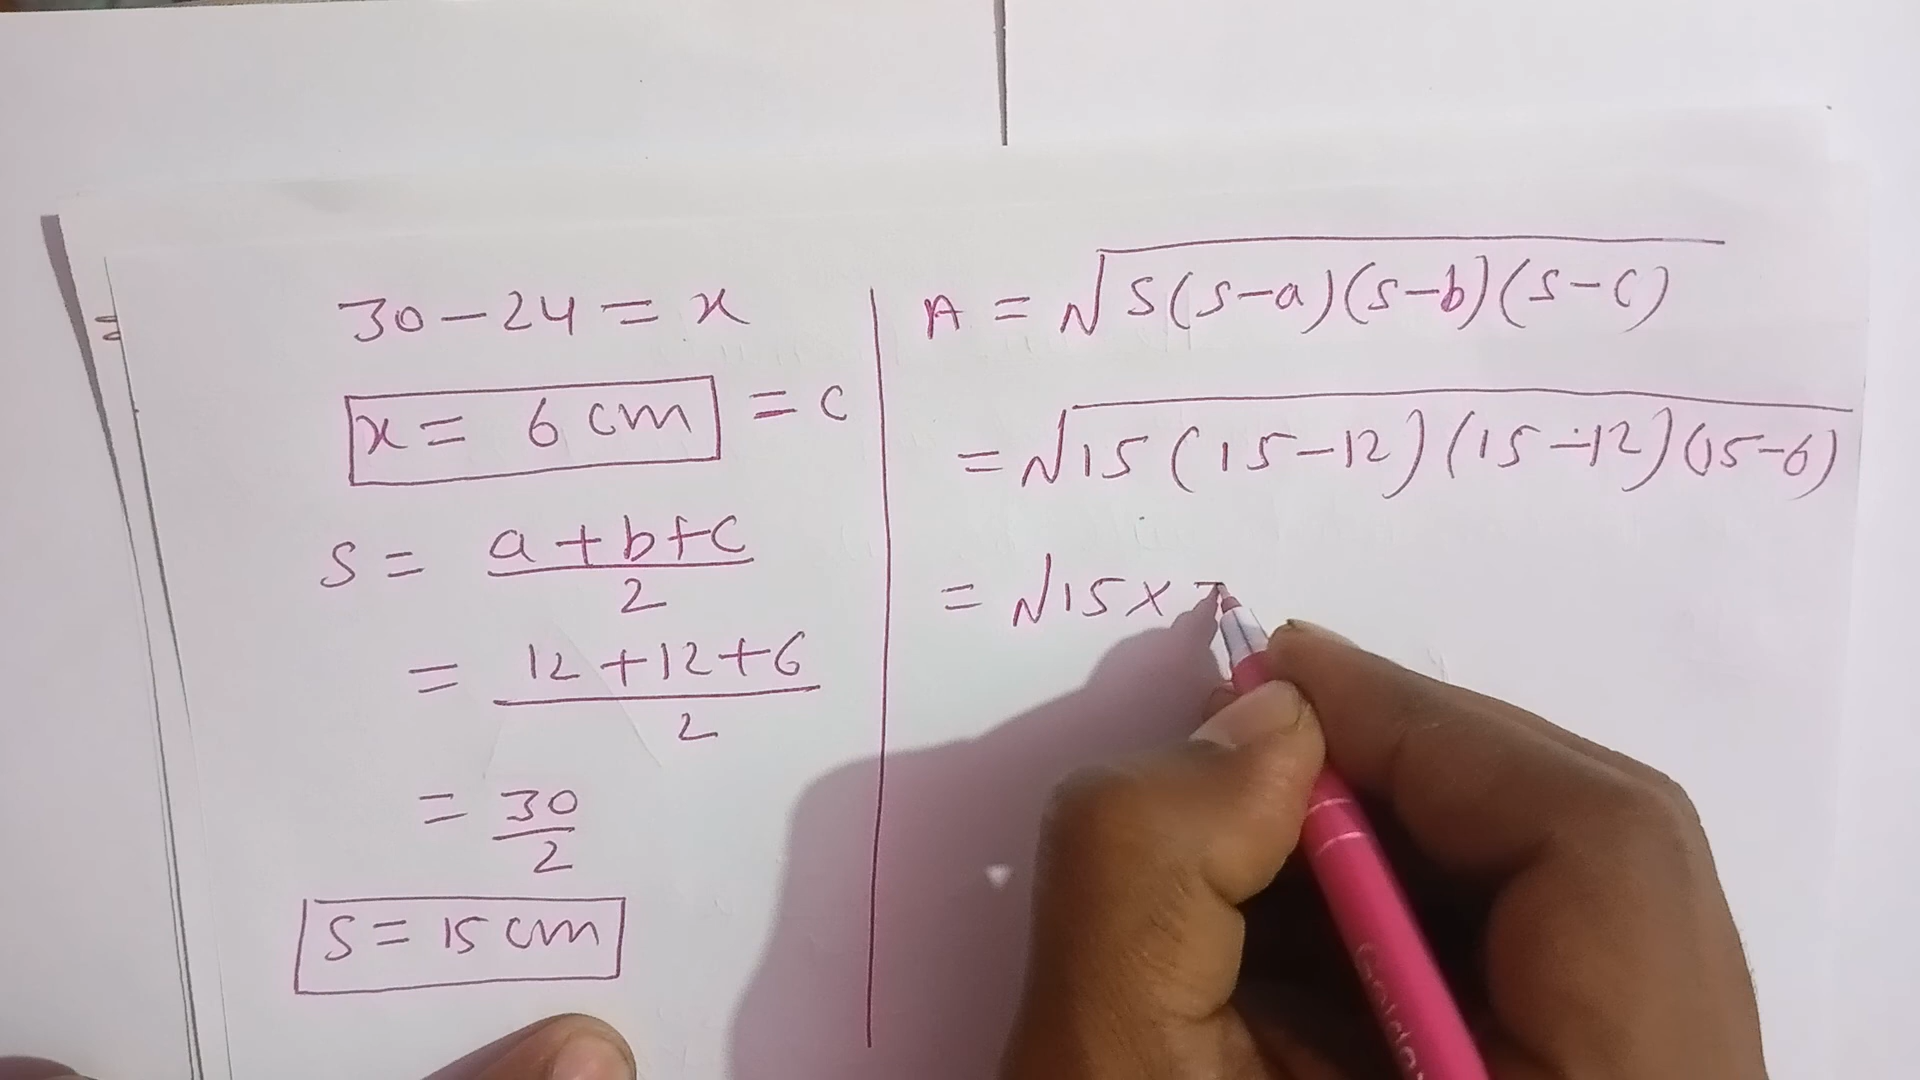 30-24 = x
x = 6 cm = c
S = a+b+c / 2
= 12+12+6 / 2
= 30 / 2
S = 15 cm
A = √S(S-a)(S-b)(S-c)
= √15(15-12)(15-12)(15-6)
= √15×